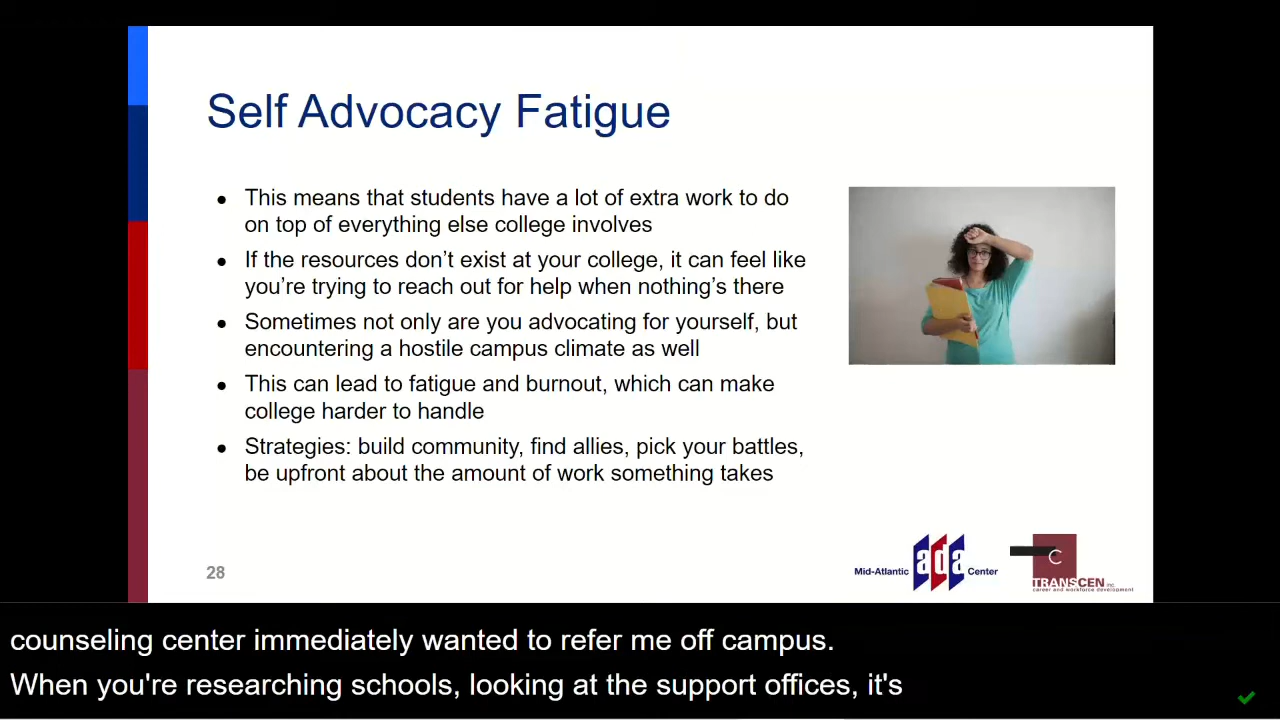 Self Advocacy Fatigue
● This means that students have a lot of extra work to do
on top of everything else college involves
● If the resources don’t exist at your college, it can feel like
you’re trying to reach out for help when nothing’s there
● Sometimes not only are you advocating for yourself, but
encountering a hostile campus climate as well
● This can lead to fatigue and burnout, which can make
college harder to handle
● Strategies: build community, find allies, pick your battles,
be upfront about the amount of work something takes
28
Mid-Atlantic ada Center
C
TRANSCEN inc.
career and workforce development
counseling center immediately wanted to refer me off campus.
When you're researching schools, looking at the support offices, it's